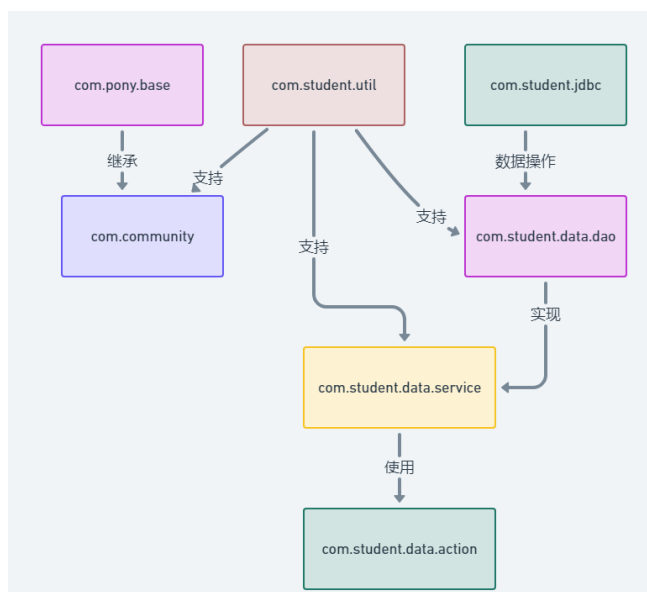 com.pony.base
com.student.util
com.student.jdbc
继承
支持
数据操作
com.community
支持
com.student.data.dao
支持
实现
com.student.data.service
使用
com.student.data.action